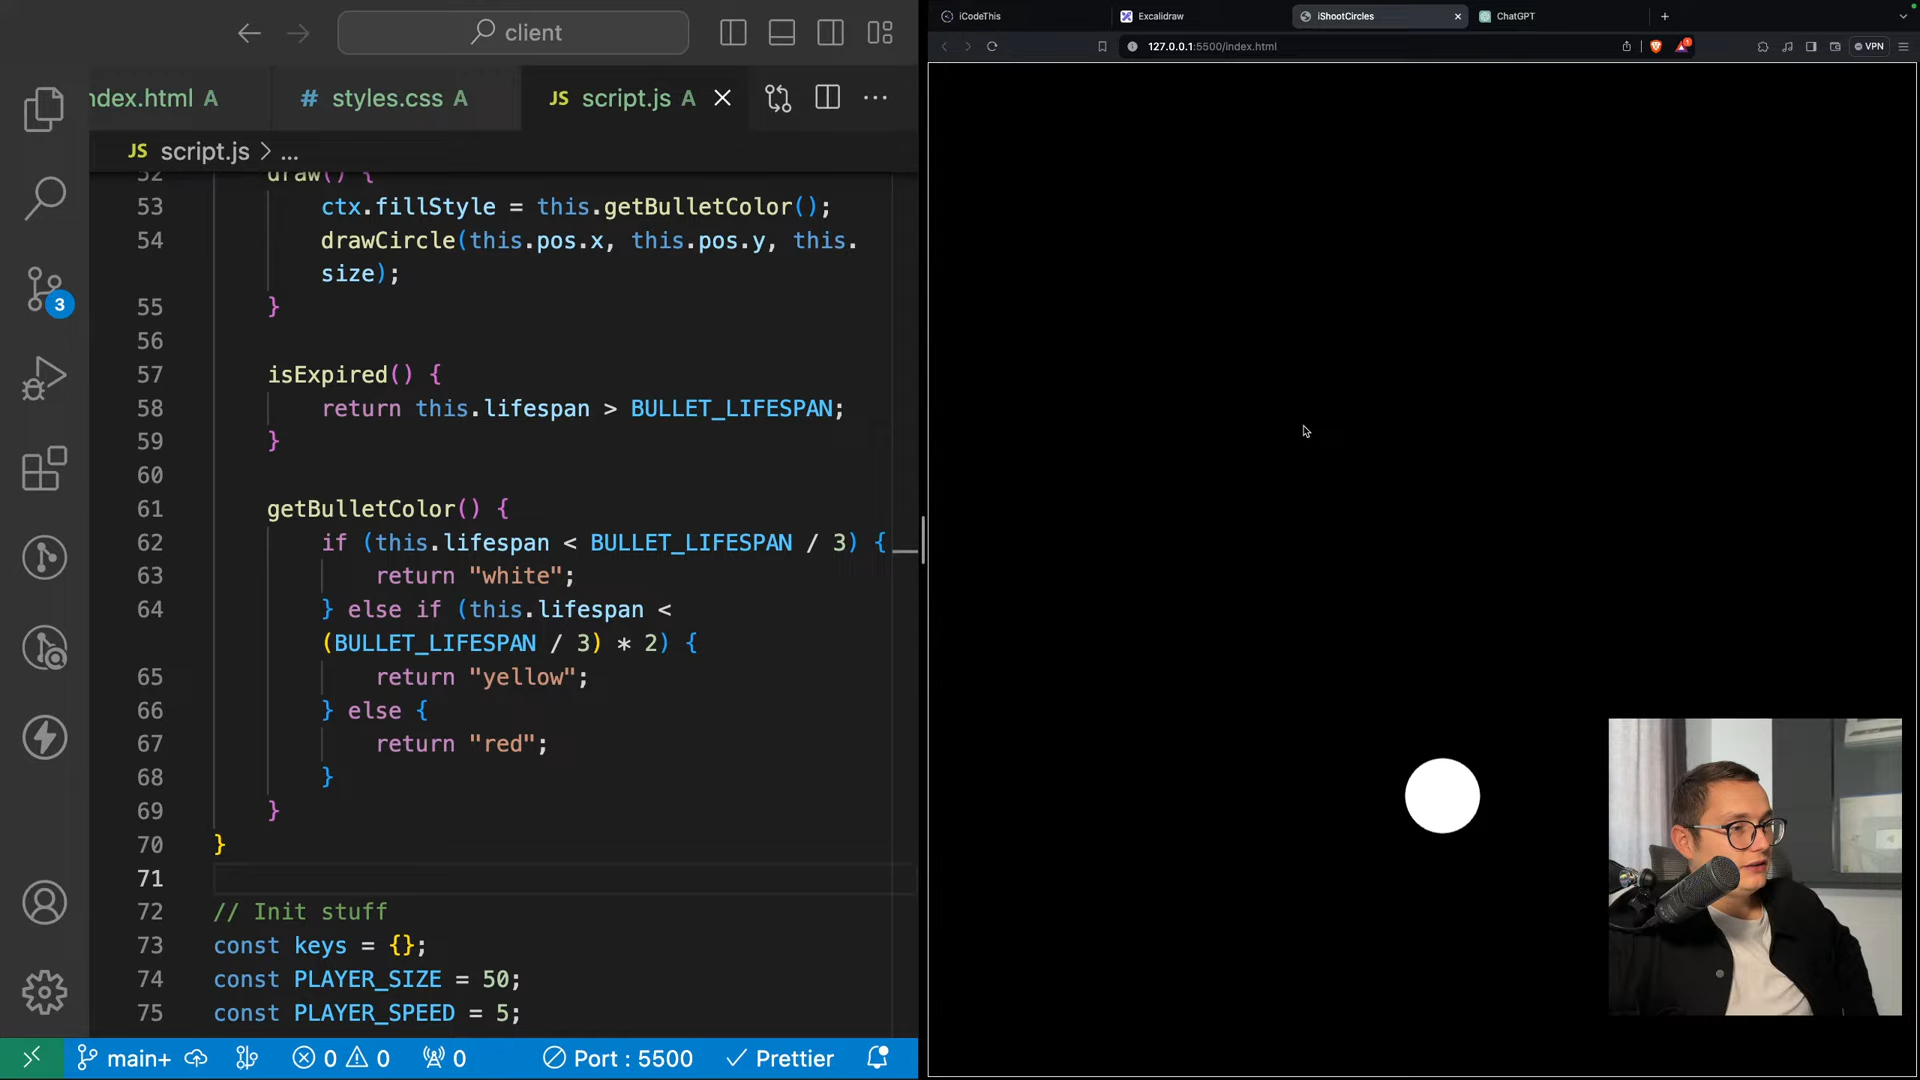 client
iCodeThis
Excalidraw
iShootCircles
ChatGPT
127.0.0.1:5500/index.html
1
VPN
ndex.html A
# styles.css A
JS script.js A
JS script.js > ...
52 draw() {
53 ctx.fillStyle = this.getBulletColor();
54 drawCircle(this.pos.x, this.pos.y, this.
size);
55 }
56
57 isExpired() {
58 return this.lifespan > BULLET_LIFESPAN;
59 }
60
61 getBulletColor() {
62 if (this.lifespan < BULLET_LIFESPAN / 3) {
63 return "white";
64 } else if (this.lifespan <
(BULLET_LIFESPAN / 3) * 2) {
65 return "yellow";
66 } else {
67 return "red";
68 }
69 }
70 }
71
72 // Init stuff
73 const keys = {};
74 const PLAYER_SIZE = 50;
75 const PLAYER_SPEED = 5;
3
main+
0
0
0
Port : 5500
Prettier